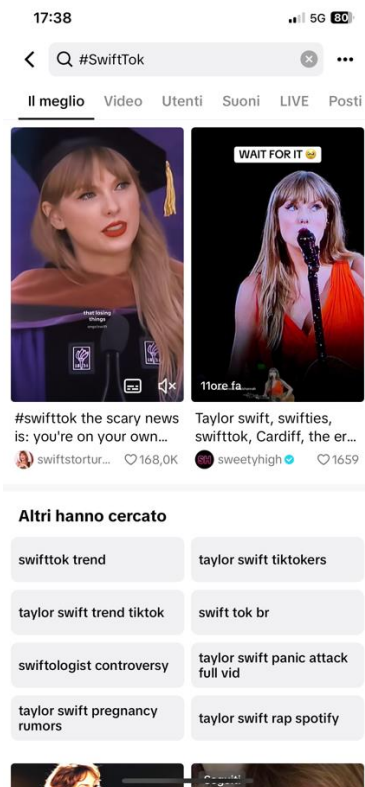 17:38
5G 80
#SwiftTok
Il meglio Video Utenti Suoni LIVE Posti
WAIT FOR IT
that losing
things
11ore fa
#swifttok the scary news
is: you're on your own...
swiftstortur... 168,0K
Taylor swift, swifties,
swifttok, Cardiff, the er...
sweetyhigh 1659
Altri hanno cercato
swifttok trend
taylor swift tiktokers
taylor swift trend tiktok
swift tok br
swiftologist controversy
taylor swift panic attack
full vid
taylor swift pregnancy
rumors
taylor swift rap spotify
Seguiti